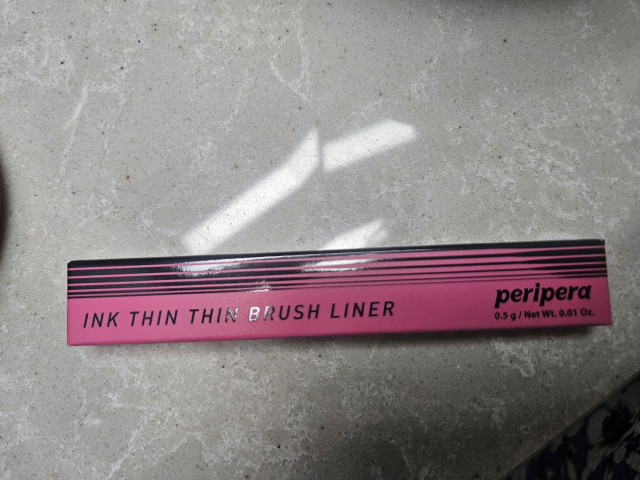 INK THIN THIN BRUSH LINER
peripera
0.5 g / Net Wt. 0.01 Oz.